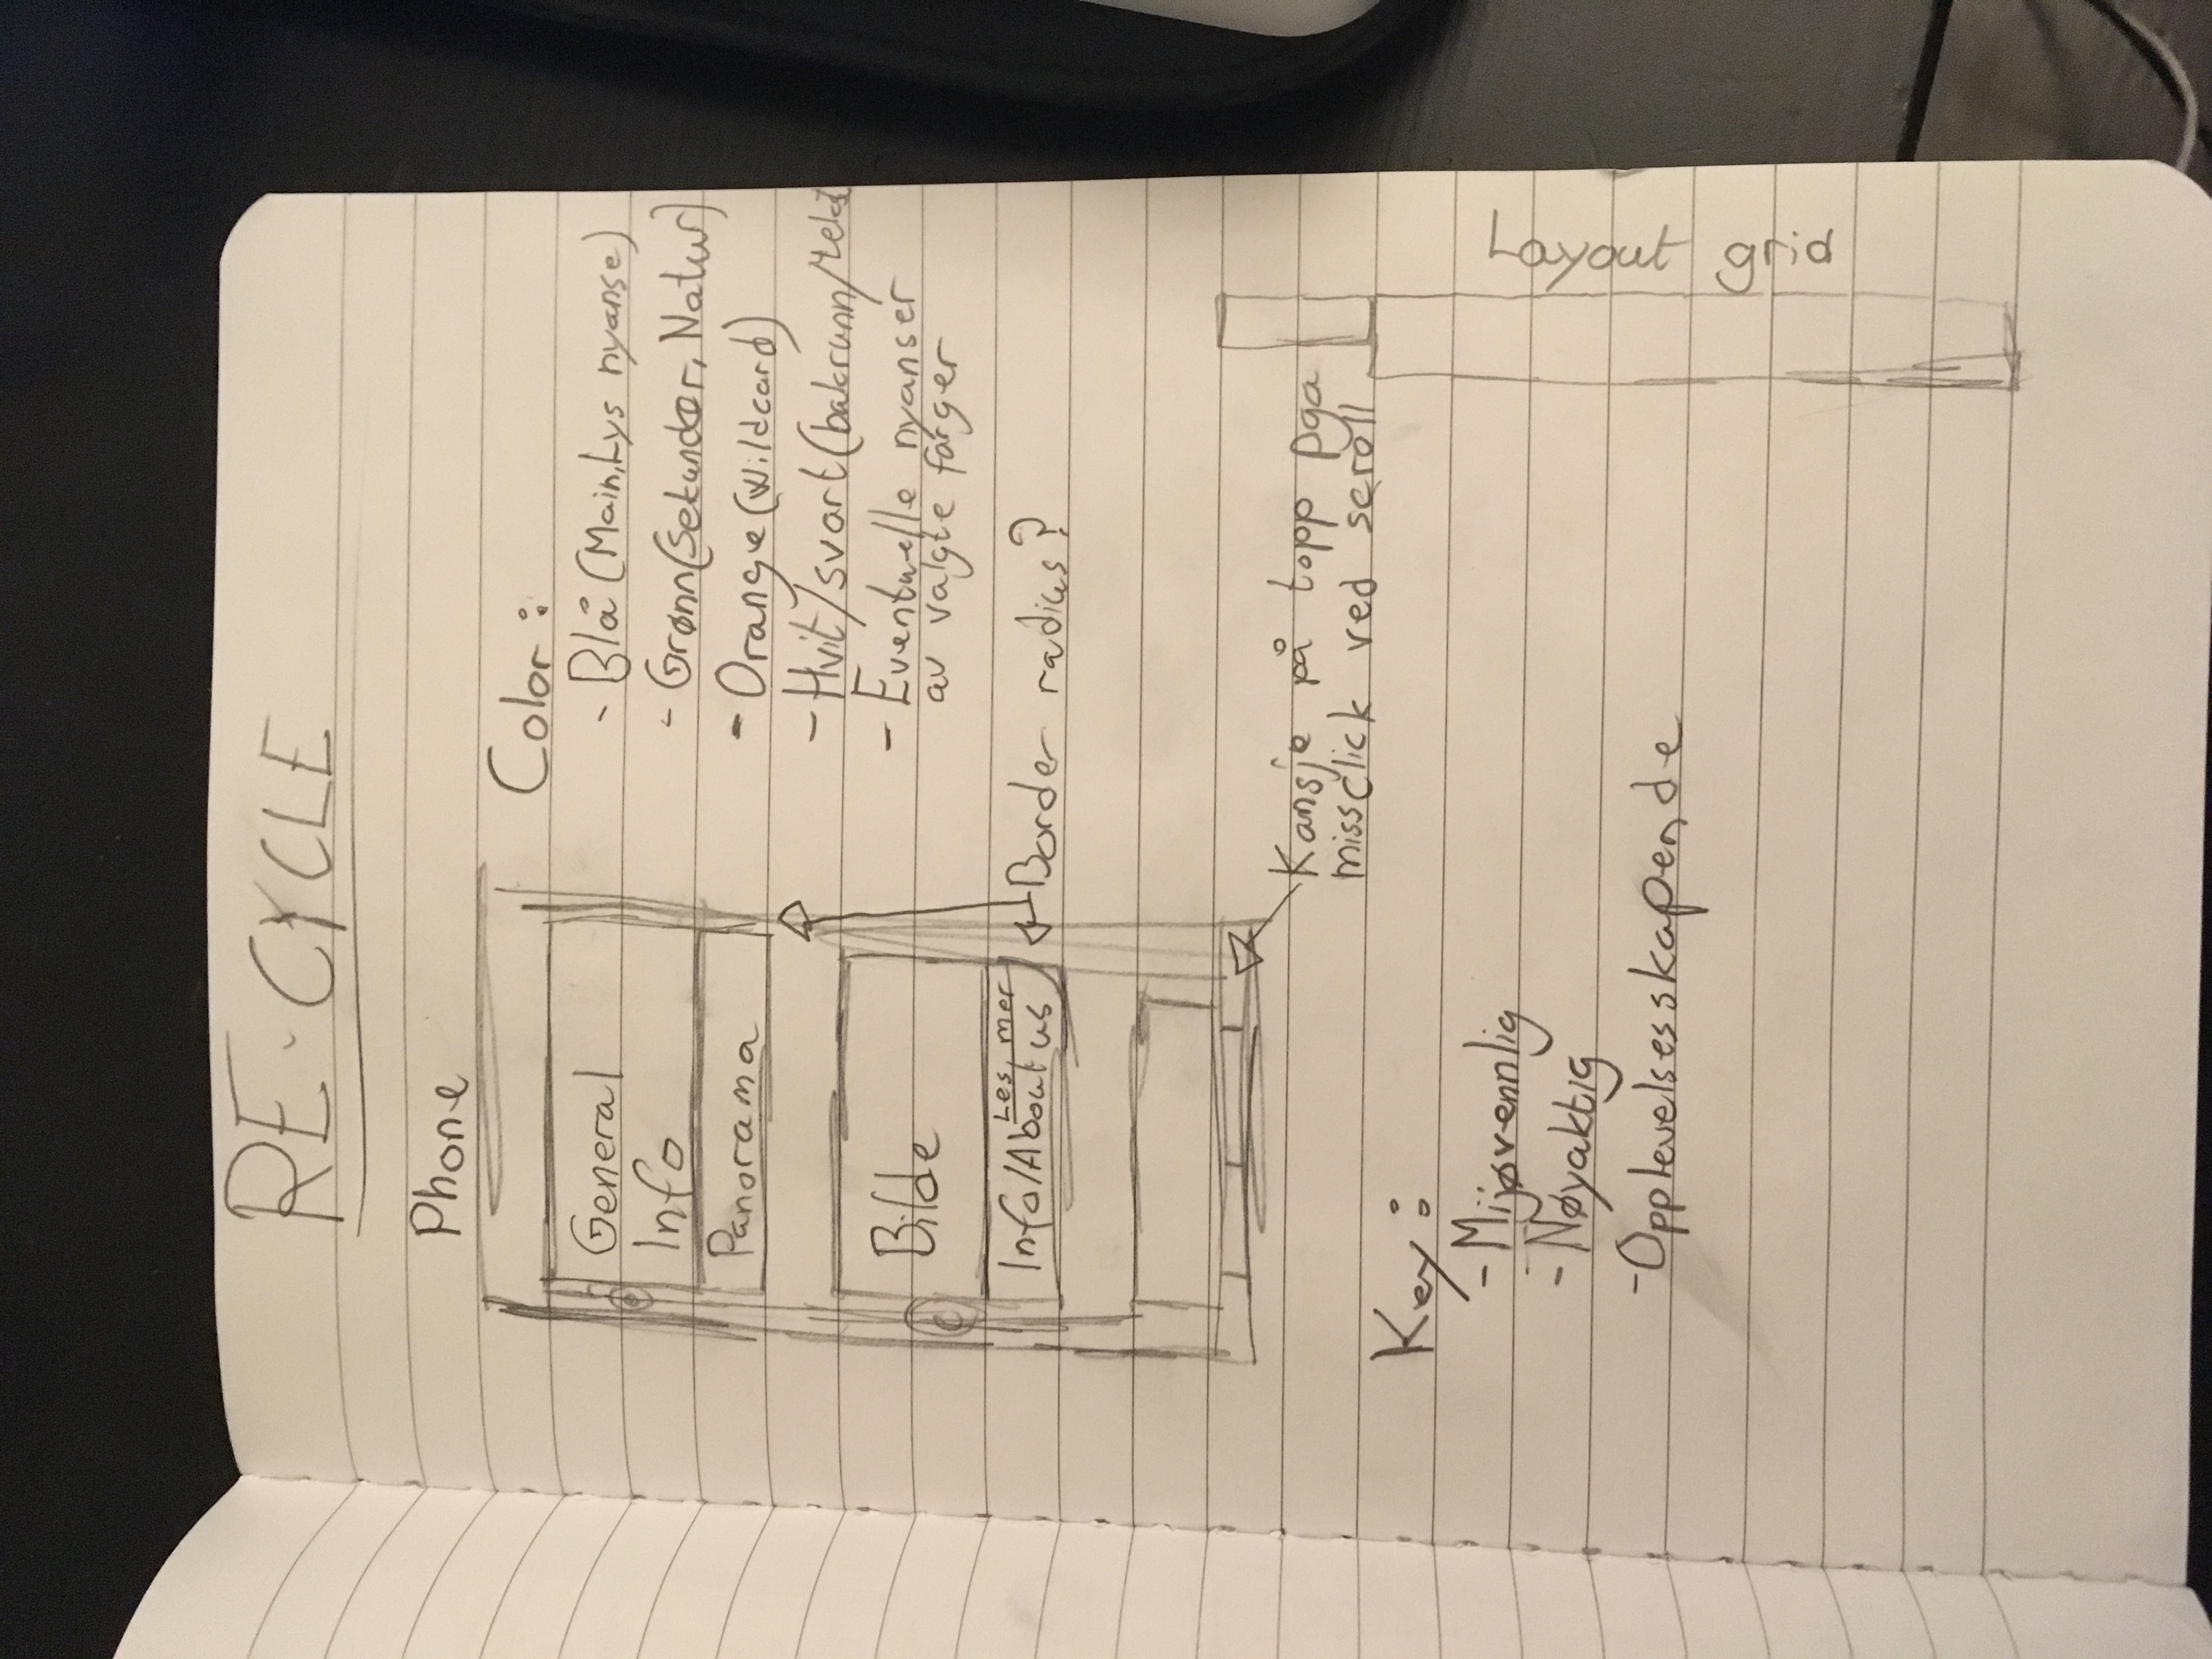 RE-CYCLE
Phone
General
Info
Panorama
Bilde
Les mer
Info/About us
Color:
- Blå (Main, Lys nyanse)
- Grønn (Sekundær, Natur)
- Orange (Wildcard)
- Hvit/svart (bakrunn/tekst
- Eventuelle nyanser
av valgte farger
Border radius?
Kansje på topp pga
missclick ved scroll
Key:
- Mijøvennlig
- Nøyaktig
- Opplevelsesskapende
Layout grid